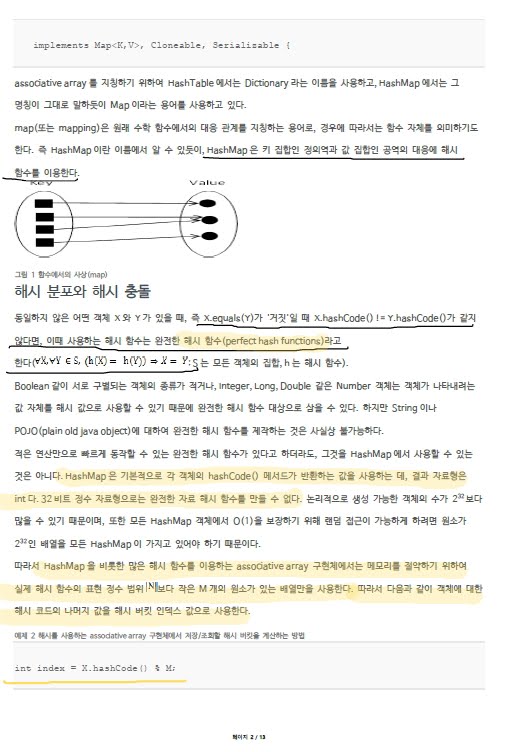 implements Map<K,V>, Cloneable, Serializable {
associative array 를 지칭하기 위하여 HashTable 에서는 Dictionary 라는 이름을 사용하고, HashMap 에서는 그
명칭이 그대로 말하듯이 Map 이라는 용어를 사용하고 있다.
map(또는 mapping)은 원래 수학 함수에서의 대응 관계를 지칭하는 용어로, 경우에 따라서는 함수 자체를 의미하기도
한다. 즉 HashMap 이란 이름에서 알 수 있듯이, HashMap 은 키 집합인 정의역과 값 집합인 공역의 대응에 해시
함수를 이용한다.
Key Value
그림 1 함수에서의 사상(map)
해시 분포와 해시 충돌
동일하지 않은 어떤 객체 X 와 Y 가 있을 때, 즉 X.equals(Y)가 '거짓'일 때 X.hashCode() != Y.hashCode()가 같지
않다면, 이때 사용하는 해시 함수는 완전한 해시 함수(perfect hash functions)라고
한다(∀X,∀Y ∈ S, (h(X) = h(Y)) ⇒ X = Y; S 는 모든 객체의 집합, h 는 해시 함수).
Boolean 같이 서로 구별되는 객체의 종류가 적거나, Integer, Long, Double 같은 Number 객체는 객체가 나타내려는
값 자체를 해시 값으로 사용할 수 있기 때문에 완전한 해시 함수 대상으로 삼을 수 있다. 하지만 String 이나
POJO(plain old java object)에 대하여 완전한 해시 함수를 제작하는 것은 사실상 불가능하다.
적은 연산만으로 빠르게 동작할 수 있는 완전한 해시 함수가 있다고 하더라도, 그것을 HashMap 에서 사용할 수 있는
것은 아니다. HashMap 은 기본적으로 각 객체의 hashCode() 메서드가 반환하는 값을 사용하는 데, 결과 자료형은
int 다. 32 비트 정수 자료형으로는 완전한 자료 해시 함수를 만들 수 없다. 논리적으로 생성 가능한 객체의 수가 2³²보다
많을 수 있기 때문이며, 또한 모든 HashMap 객체에서 O(1)을 보장하기 위해 랜덤 접근이 가능하게 하려면 원소가
2³²인 배열을 모든 HashMap 이 가지고 있어야 하기 때문이다.
따라서 HashMap 을 비롯한 많은 해시 함수를 이용하는 associative array 구현체에서는 메모리를 절약하기 위하여
실제 해시 함수의 표현 정수 범위 |N|보다 작은 M 개의 원소가 있는 배열만을 사용한다. 따라서 다음과 같이 객체에 대한
해시 코드의 나머지 값을 해시 버킷 인덱스 값으로 사용한다.
예제 2 해시를 사용하는 associative array 구현체에서 저장/조회할 해시 버킷을 계산하는 방법
int index = X.hashCode() % M;
페이지 2 / 13